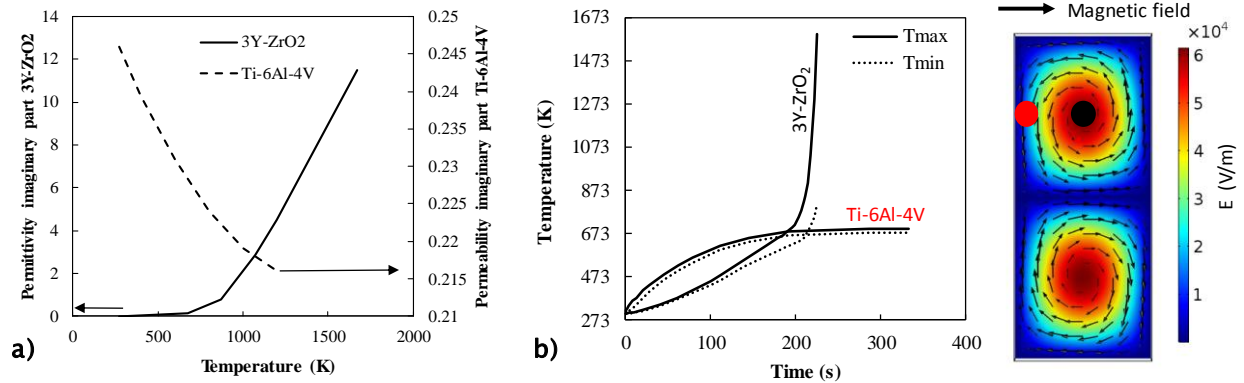 Permittivity imaginary part 3Y-ZrO2
14
12
10
8
6
4
2
0
3Y-ZrO2
Ti-6Al-4V
0.25
0.245
0.24
0.235
0.23
0.225
0.22
0.215
0.21
Permeability imaginary part Ti-6Al-4V
0
500
1000
1500
2000
a)
Temperature (K)
Temperature (K)
1673
1473
1273
1673
873
673
473
273
Tmax
Tmin
3Y-ZrO₂
Ti-6Al-4V
0
100
200
300
400
b)
Time (s)
Magnetic field
×10⁴
6
5
4
3
2
1
E (V/m)